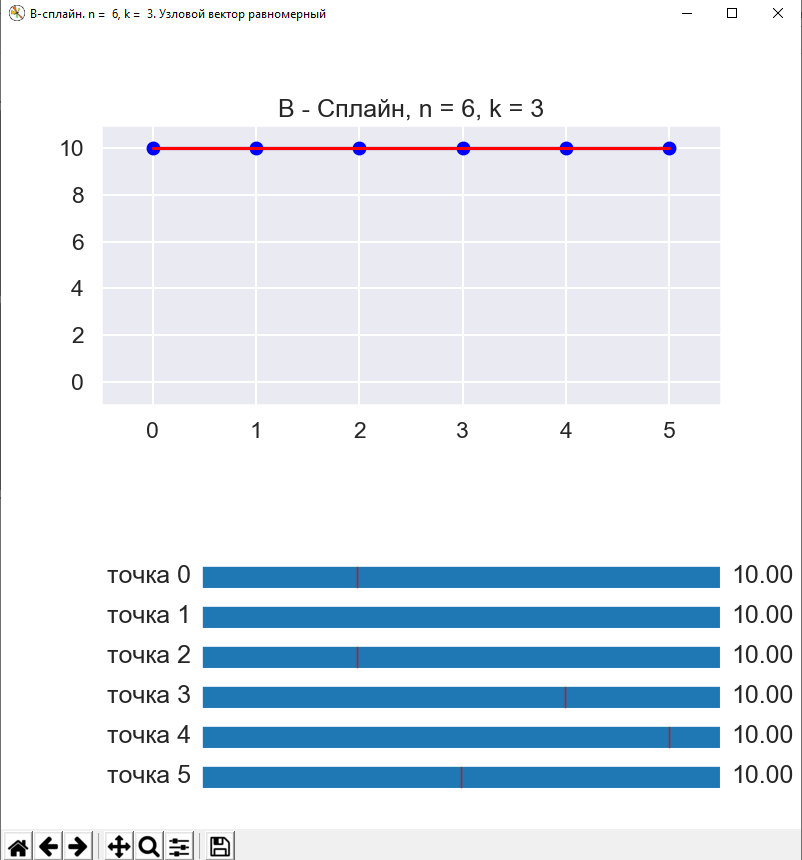 В-сплайн. n =  6, k =  3. Узловой вектор равномерный
В - Сплайн, n = 6, k = 3
10
8
6
4
2
0
0 1 2 3 4 5
точка 0 10.00
точка 1 10.00
точка 2 10.00
точка 3 10.00
точка 4 10.00
точка 5 10.00